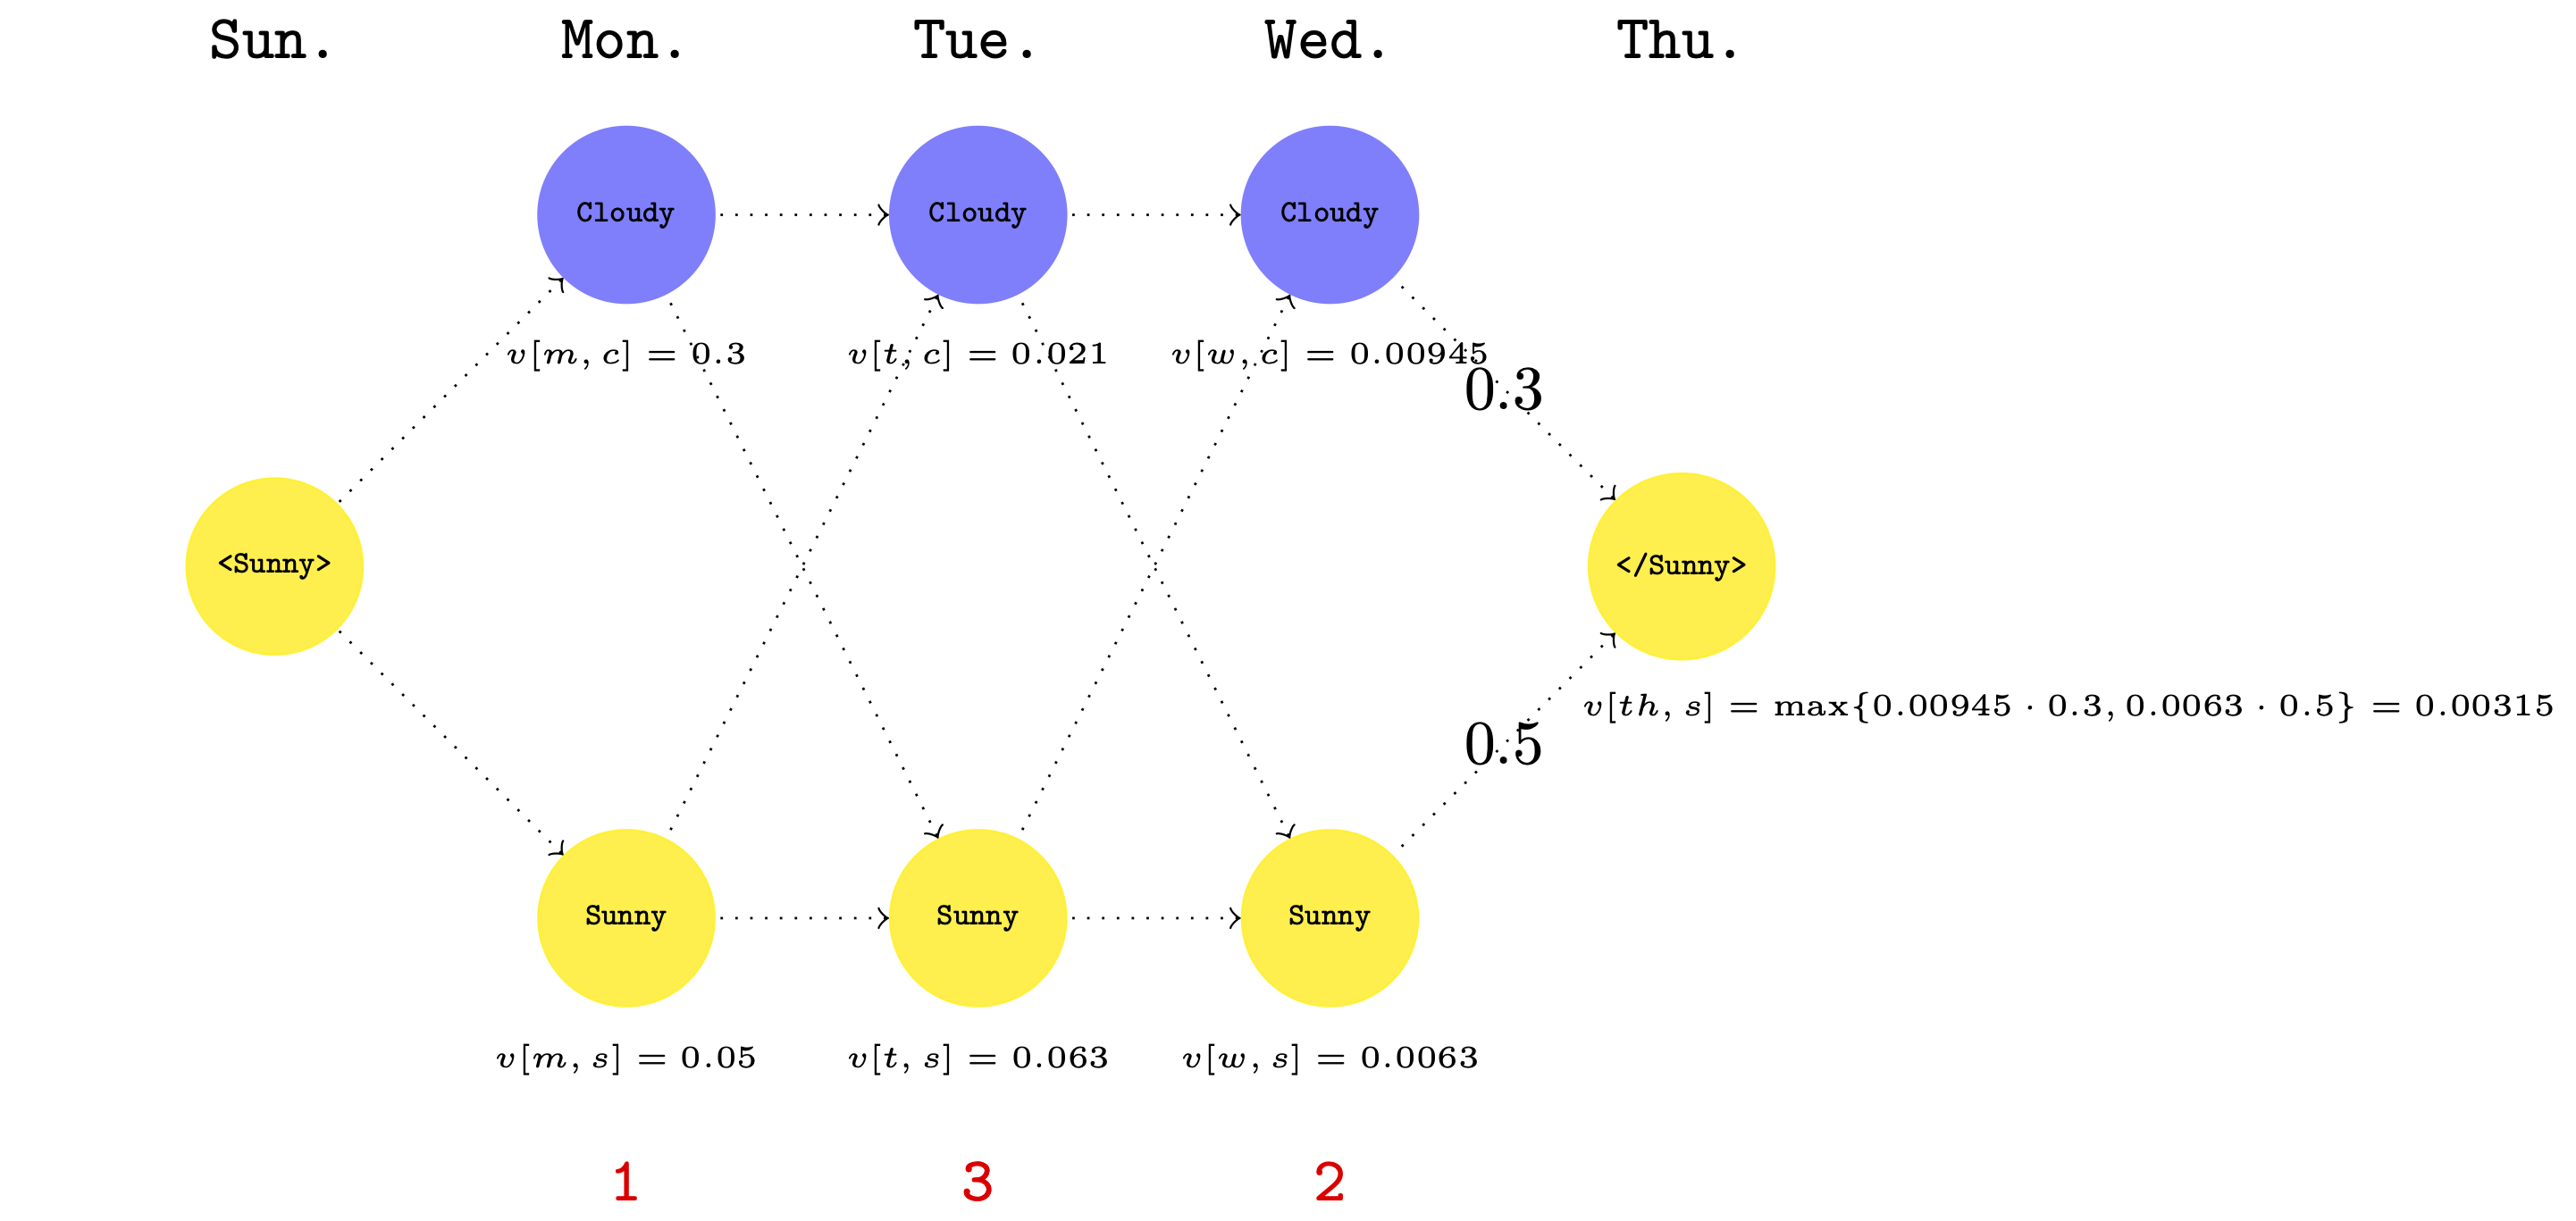 Sun. Mon. Tue. Wed. Thu.
Cloudy Cloudy Cloudy
v[m, c] = 0.3 v[t, c] = 0.021 v[w, c] = 0.00945
0.3
<Sunny> </Sunny>
v[th, s] = max{0.00945 · 0.3, 0.0063 · 0.5} = 0.00315
0.5
Sunny Sunny Sunny
v[m, s] = 0.05 v[t, s] = 0.063 v[w, s] = 0.0063
1 3 2